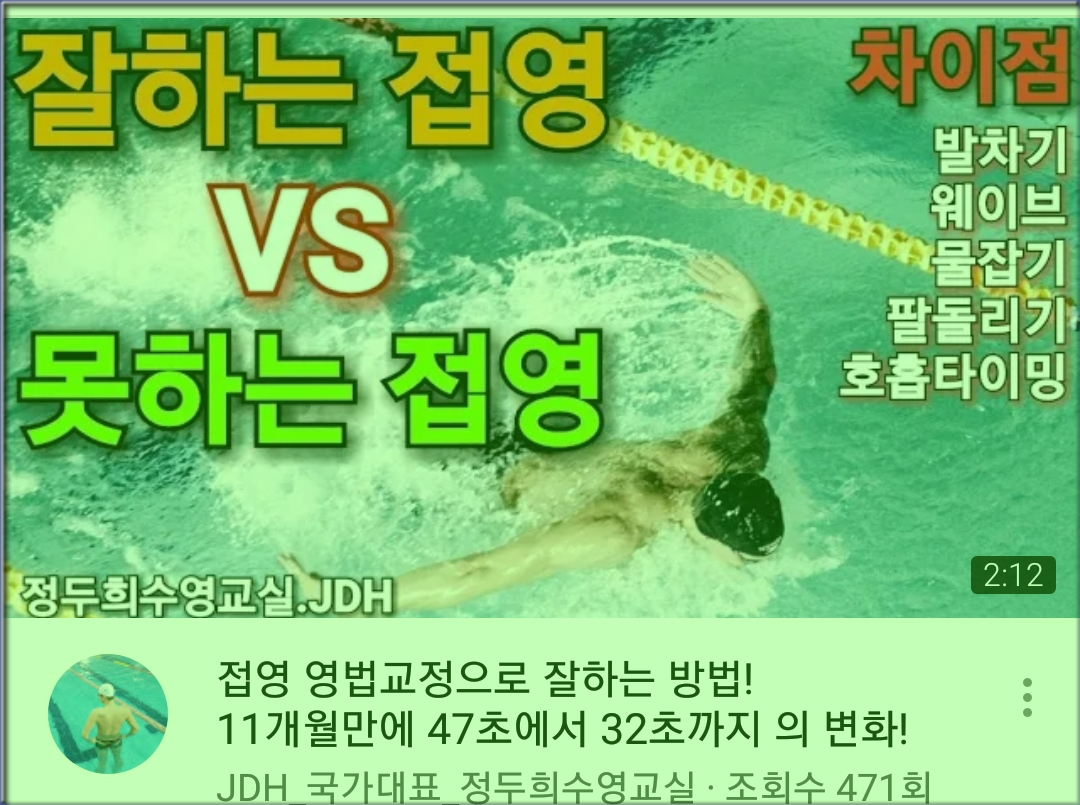 잘하는 접영
VS
못하는 접영
차이점
발차기
웨이브
물잡기
팔돌리기
호흡타이밍
정두희수영교실.JDH
2:12
접영 영법교정으로 잘하는 방법!
11개월만에 47초에서 32초까지 의 변화!
JDH_국가대표_정두희수영교실 · 조회수 471회